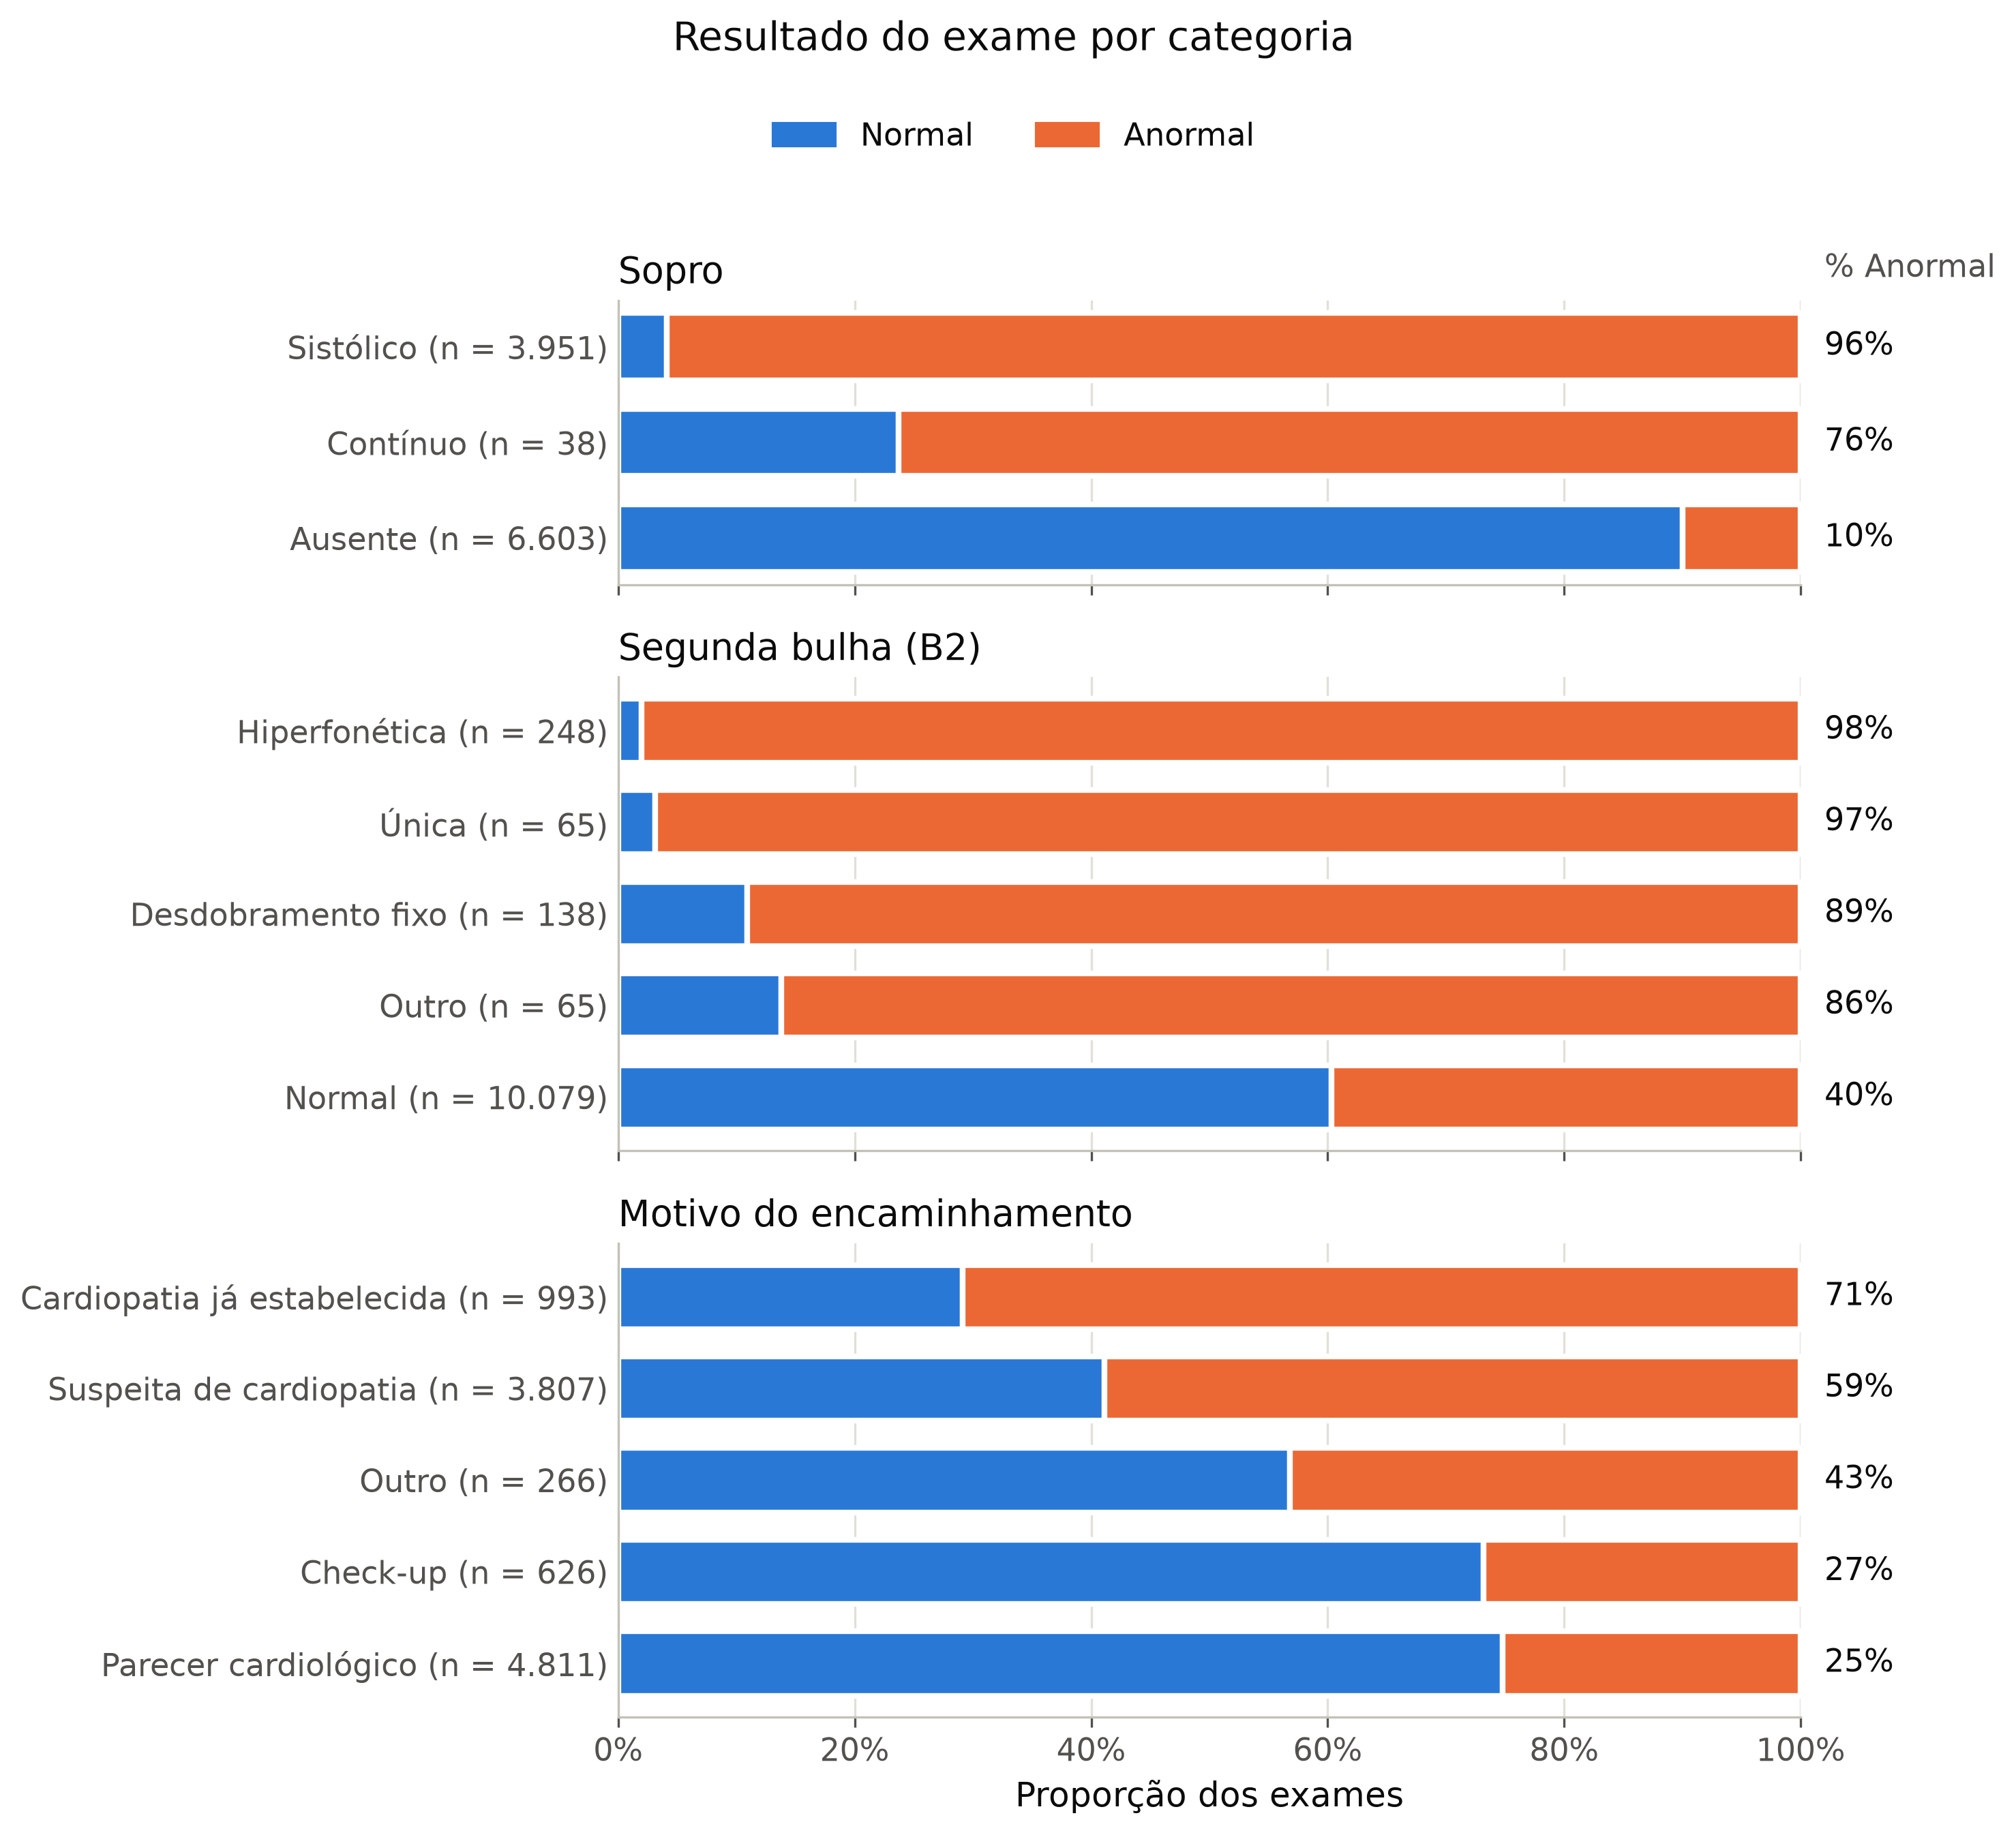 Resultado do exame por categoria
Normal
Anormal
Sopro
% Anormal
Sistólico (n = 3.951)
96%
Contínuo (n = 38)
76%
Ausente (n = 6.603)
10%
Segunda bulha (B2)
Hiperfonética (n = 248)
98%
Única (n = 65)
97%
Desdobramento fixo (n = 138)
89%
Outro (n = 65)
86%
Normal (n = 10.079)
40%
Motivo do encaminhamento
Cardiopatia já estabelecida (n = 993)
71%
Suspeita de cardiopatia (n = 3.807)
59%
Outro (n = 266)
43%
Check-up (n = 626)
27%
Parecer cardiológico (n = 4.811)
25%
0% 20% 40% 60% 80% 100%
Proporção dos exames